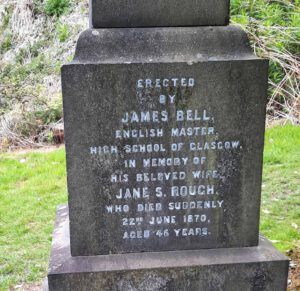 ERECTED
BY
JAMES BELL,
ENGLISH MASTER,
HIGH SCHOOL OF GLASGOW,
IN MEMORY OF
HIS BELOVED WIFE,
JANE S. ROUGH,
WHO DIED SUDDENLY
22ND JUNE 1870,
AGED 46 YEARS.